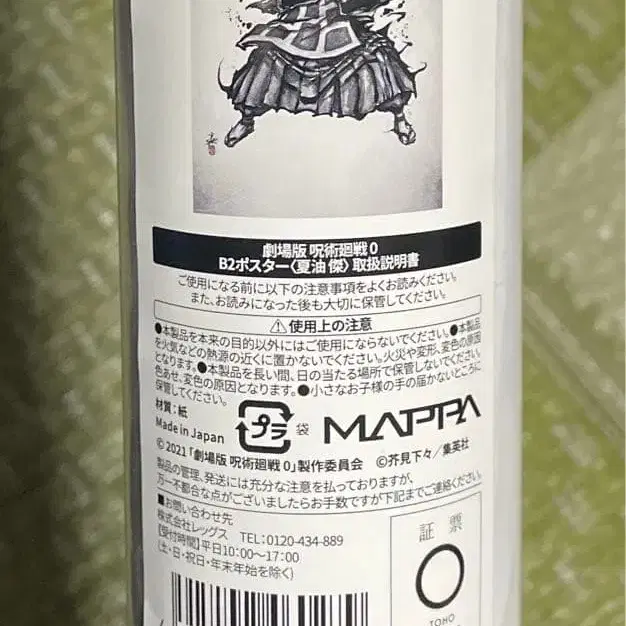 劇場版 呪術廻戦 0
B2ポスター〈夏油 傑〉取扱説明書
ご使用になる前に以下の注意事項をよくお読みください。
また、お読みになった後も大切に保管してください。
⚠使用上の注意
●本製品を本来の目的以外にはご使用にならないでください。●本製品
を火気などの熱源の近くに置かないでください。火災や変形、変色の原因
となります。●本製品を長い間、日の当たる場所で保管しないでください。
色あせ、変色の原因となります。●小さなお子様の手の届かないところに
保管してください。
材質：紙
Made in Japan
プラ 袋
MAPPA
© 2021「劇場版 呪術廻戦 0」製作委員会 ©芥見下々／集英社
製品の管理、発送には充分な注意を払っておりますが、
万一不都合な点がございましたらお手数ですが下記までご連絡ください。
■お問い合わせ先
株式会社レッグス TEL：0120-434-889
【受付時間】平日10：00～17：00
(土・日・祝日・年末年始を除く)
証 票
TOHO